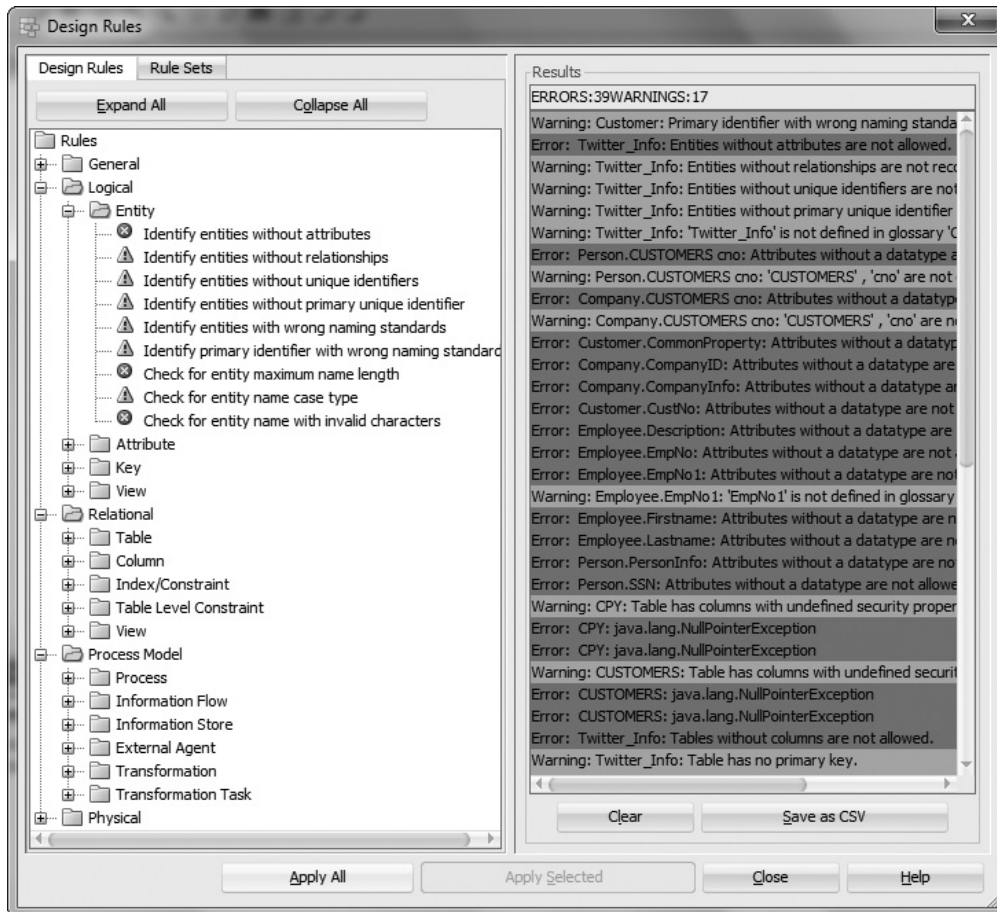 Design Rules
x
Design Rules
Rule Sets
Expand All
Collapse All
Rules
General
Logical
Entity
Identify entities without attributes
Identify entities without relationships
Identify entities without unique identifiers
Identify entities without primary unique identifier
Identify entities with wrong naming standards
Identify primary identifier with wrong naming standard
Check for entity maximum name length
Check for entity name case type
Check for entity name with invalid characters
Attribute
Key
View
Relational
Table
Column
Index/Constraint
Table Level Constraint
View
Process Model
Process
Information Flow
Information Store
External Agent
Transformation
Transformation Task
Physical
Results
ERRORS:39WARNINGS:17
Warning: Customer: Primary identifier with wrong naming standa
Error: Twitter_Info: Entities without attributes are not allowed.
Warning: Twitter_Info: Entities without relationships are not reco
Warning: Twitter_Info: Entities without unique identifiers are not
Warning: Twitter_Info: Entities without primary unique identifier
Warning: Twitter_Info: 'Twitter_Info' is not defined in glossary 'C
Error: Person.CUSTOMERS cno: Attributes without a datatype a
Warning: Person.CUSTOMERS cno: 'CUSTOMERS' , 'cno' are not
Error: Company.CUSTOMERS cno: Attributes without a datatyp
Warning: Company.CUSTOMERS cno: 'CUSTOMERS' , 'cno' are n
Error: Customer.CommonProperty: Attributes without a datatyp
Error: Company.CompanyID: Attributes without a datatype are
Error: Company.CompanyInfo: Attributes without a datatype ar
Error: Customer.CustNo: Attributes without a datatype are not
Error: Employee.Description: Attributes without a datatype are
Error: Employee.EmpNo: Attributes without a datatype are not
Error: Employee.EmpNo1: Attributes without a datatype are not
Warning: Employee.EmpNo1: 'EmpNo1' is not defined in glossary
Error: Employee.Firstname: Attributes without a datatype are n
Error: Employee.Lastname: Attributes without a datatype are n
Error: Person.PersonInfo: Attributes without a datatype are no
Error: Person.SSN: Attributes without a datatype are not allowe
Warning: CPY: Table has columns with undefined security proper
Error: CPY: java.lang.NullPointerException
Error: CPY: java.lang.NullPointerException
Warning: CUSTOMERS: Table has columns with undefined securit
Error: CUSTOMERS: java.lang.NullPointerException
Error: CUSTOMERS: java.lang.NullPointerException
Error: Twitter_Info: Tables without columns are not allowed.
Warning: Twitter_Info: Table has no primary key.
Clear
Save as CSV
Apply All
Apply Selected
Close
Help